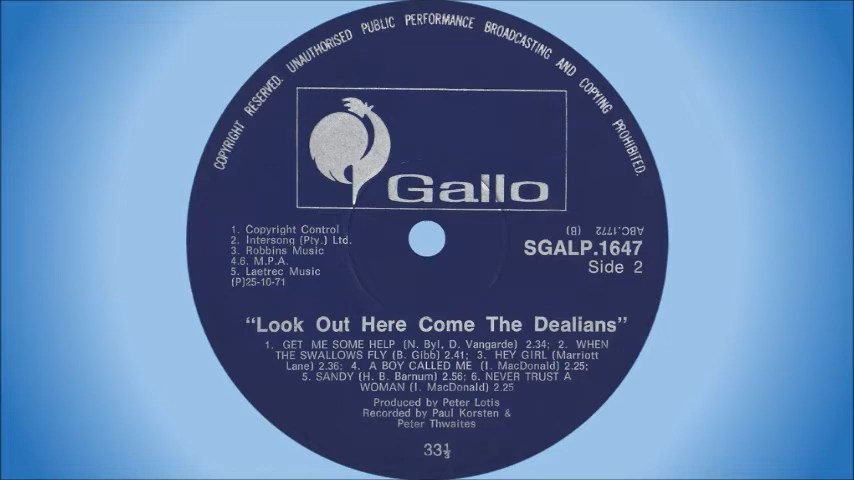 COPYRIGHT RESERVED. UNAUTHORISED PUBLIC PERFORMANCE BROADCASTING AND COPYING PROHIBITED.
Gallo
1. Copyright Control
2. Intersong (Pty.) Ltd.
3. Robbins Music
4.6. M.P.A.
5. Laetrec Music
(P)25-10-71
ABC.1772 (B)
SGALP.1647
Side 2
"Look Out Here Come The Dealians"
1. GET ME SOME HELP (N. Byl, D. Vangarde) 2.34; 2. WHEN
THE SWALLOWS FLY (B. Gibb) 2.41; 3. HEY GIRL (Marriott
Lane) 2.36; 4. A BOY CALLED ME (I. MacDonald) 2.25;
5. SANDY (H. B. Barnum) 2.56; 6. NEVER TRUST A
WOMAN (I. MacDonald) 2.25
Produced by Peter Lotis
Recorded by Paul Korsten &
Peter Thwaites
33⅓